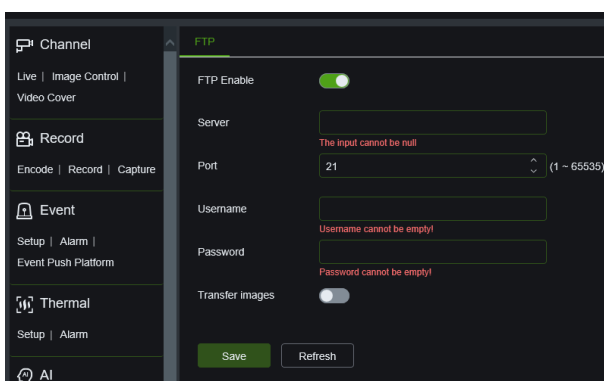 Channel
Live | Image Control |
Video Cover
Record
Encode | Record | Capture
Event
Setup | Alarm |
Event Push Platform
Thermal
Setup | Alarm
AI
FTP
FTP Enable
Server
The input cannot be null
Port 21 (1 ~ 65535)
Username
Username cannot be empty!
Password
Password cannot be empty!
Transfer images
Save Refresh